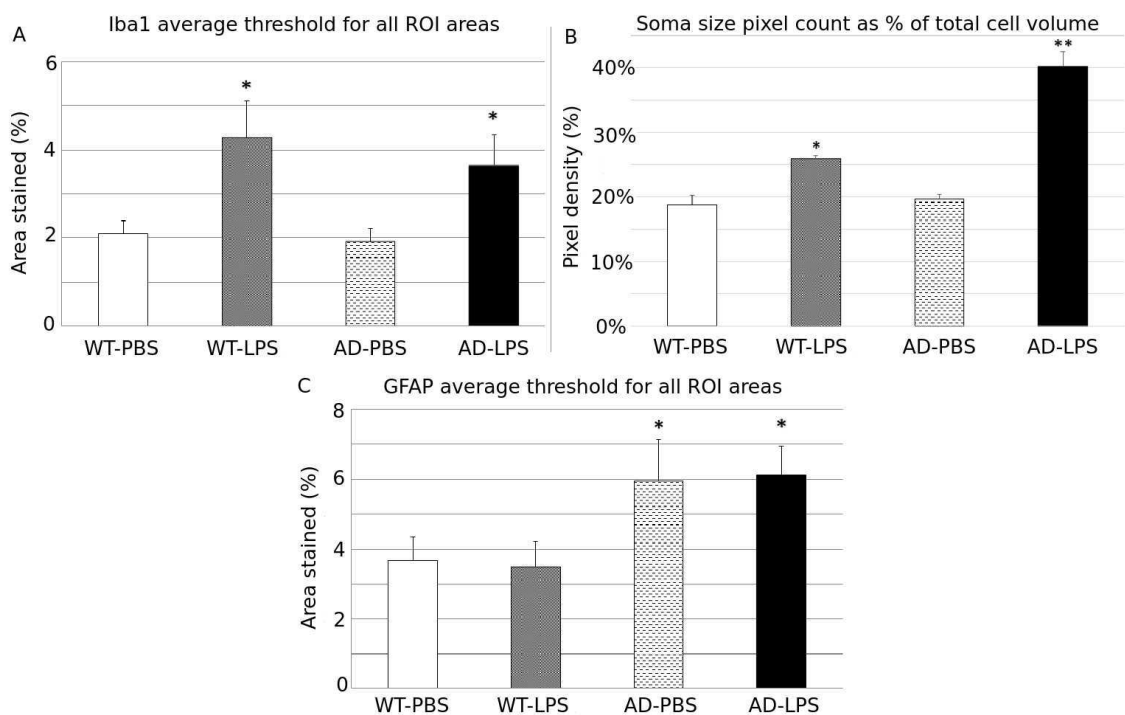 A
Iba1 average threshold for all ROI areas
Area stained (%)
6
4
2
0
*
*
WT-PBS WT-LPS AD-PBS AD-LPS
B
Soma size pixel count as % of total cell volume
Pixel density (%)
40%
30%
20%
10%
0%
*
**
WT-PBS WT-LPS AD-PBS AD-LPS
C
GFAP average threshold for all ROI areas
Area stained (%)
8
6
4
2
0
*
*
WT-PBS WT-LPS AD-PBS AD-LPS